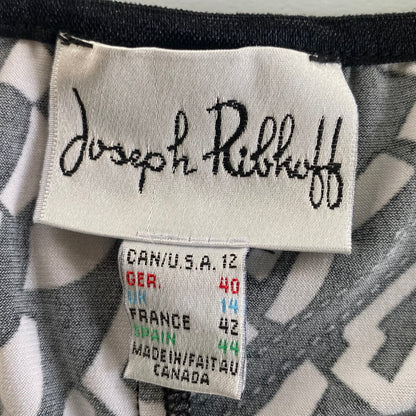 Joseph Ribkoff
CAN/U.S.A. 12
GER. 40
UK 14
FRANCE 42
SPAIN 44
MADE IN/FAIT AU
CANADA